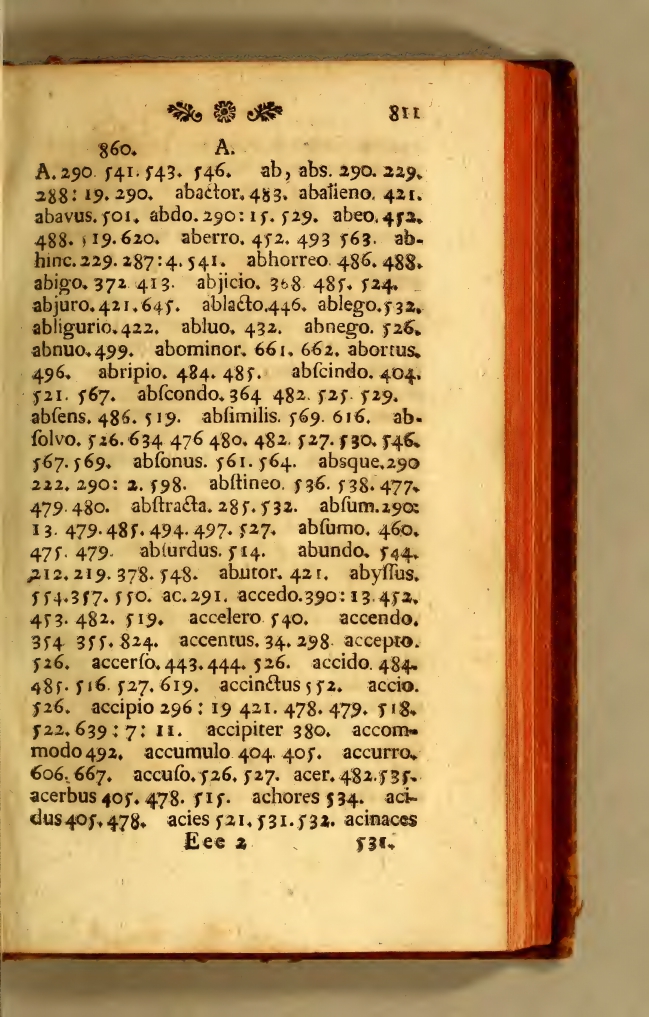 811
860. A.
A. 290. 541. 543. 546. ab, abs. 290. 229.
288: 19. 290. abactor. 483. abalieno. 421.
abavus. 501. abdo. 290: 15. 529. abeo. 452.
488. 519. 620. aberro. 452. 493 563. ab-
hinc. 229. 287: 4. 541. abhorreo. 486. 488.
abigo. 372 413. abjicio. 368 485. 524.
abjuro. 421. 645. ablacto. 446. ablego. 532.
abligurio. 422. abluo. 432. abnego. 526.
abnuo. 499. abominor. 661. 662. abortus.
496. abripio. 484. 485. abſcindo. 404.
521. 567. abſcondo. 364 482. 525. 529.
abſens. 486. 519. abſimilis. 569. 616. ab-
ſolvo. 526. 634 476 480. 482. 527. 530. 546.
567. 569. abſonus. 561. 564. absque. 290
222. 290: 2. 598. abſtineo. 536. 538. 477.
479. 480. abſtracta. 285. 532. abſum. 290:
13. 479. 485. 494. 497. 527. abſumo. 460.
475. 479. abſurdus. 514. abundo. 544.
212. 219. 378. 548. abutor. 421. abyſſus.
554. 357. 550. ac. 291. accedo. 390: 13. 452.
453. 482. 519. accelero 540. accendo.
354 355. 824. accentus. 34. 298. accepto.
526. accerſo. 443. 444. 526. accido. 484.
485. 516. 527. 619. accinctus 552. accio.
526. accipio 296: 19 421. 478. 479. 518.
522. 639: 7: 11. accipiter 380. accom-
modo 492. accumulo 404. 405. accurro.
606. 667. accuſo. 526. 527. acer. 482. 535.
acerbus 405. 478. 515. achores 534. aci-
dus 405. 478. acies 521. 531. 532. acinaces
Eee 2 531.